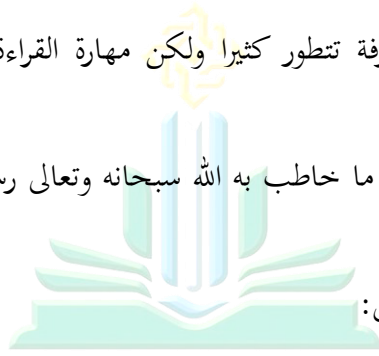 فة تتطور كثيرا ولكن مهارة القراءة
ما خاطب به الله سبحانه وتعالى رس
: